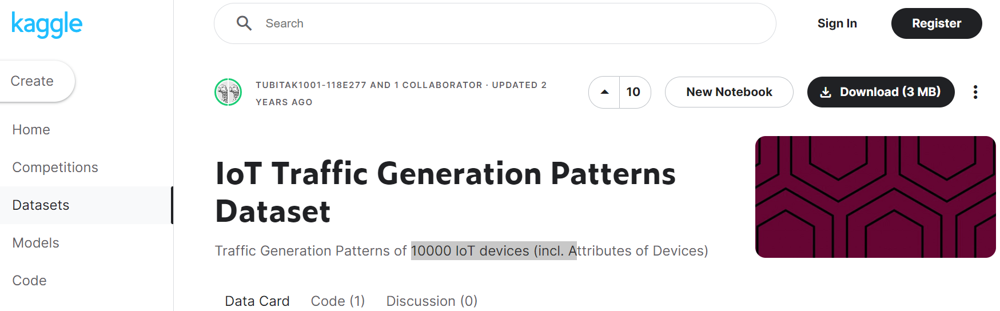 kaggle
Search
Sign In
Register
Create
TUBITAK1001-118E277 AND 1 COLLABORATOR · UPDATED 2
YEARS AGO
10
New Notebook
Download (3 MB)
Home
Competitions
Datasets
Models
Code
IoT Traffic Generation Patterns
Dataset
Traffic Generation Patterns of 10000 IoT devices (incl. Attributes of Devices)
Data Card
Code (1)
Discussion (0)